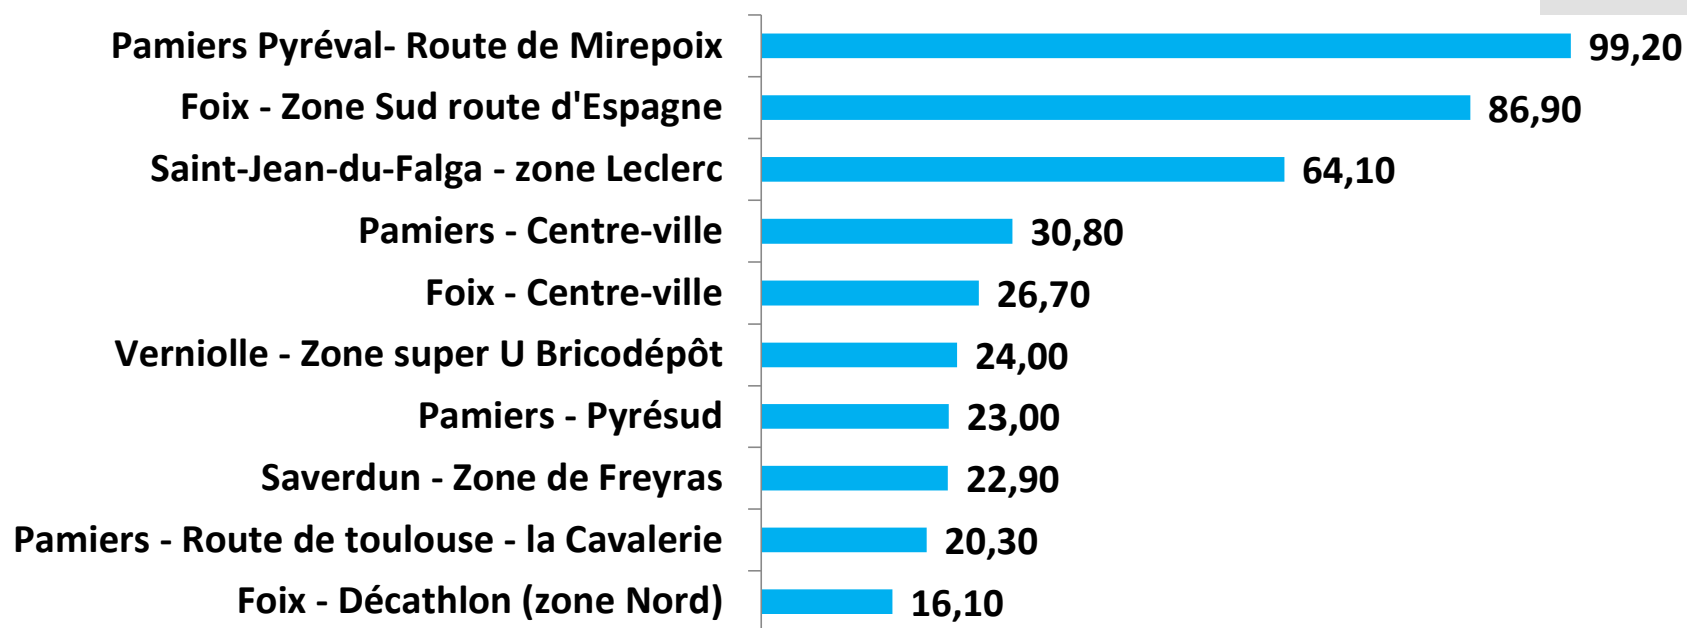 Pamiers Pyréval- Route de Mirepoix 99,20
Foix - Zone Sud route d'Espagne 86,90
Saint-Jean-du-Falga - zone Leclerc 64,10
Pamiers - Centre-ville 30,80
Foix - Centre-ville 26,70
Verniolle - Zone super U Bricodépôt 24,00
Pamiers - Pyrésud 23,00
Saverdun - Zone de Freyras 22,90
Pamiers - Route de toulouse - la Cavalerie 20,30
Foix - Décathlon (zone Nord) 16,10